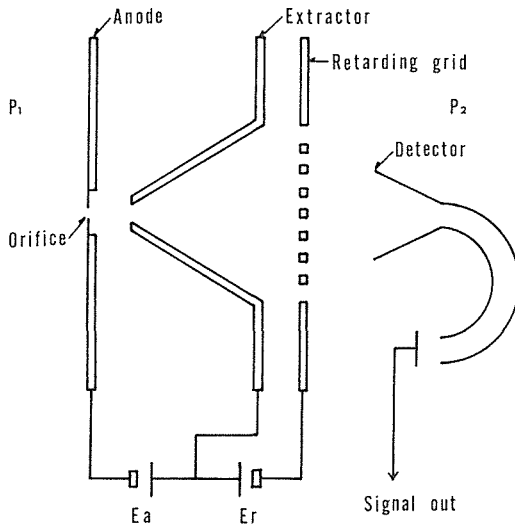 Anode
Extractor
Retarding grid
P₁
P₂
Detector
Orifice
Ea
Er
Signal out